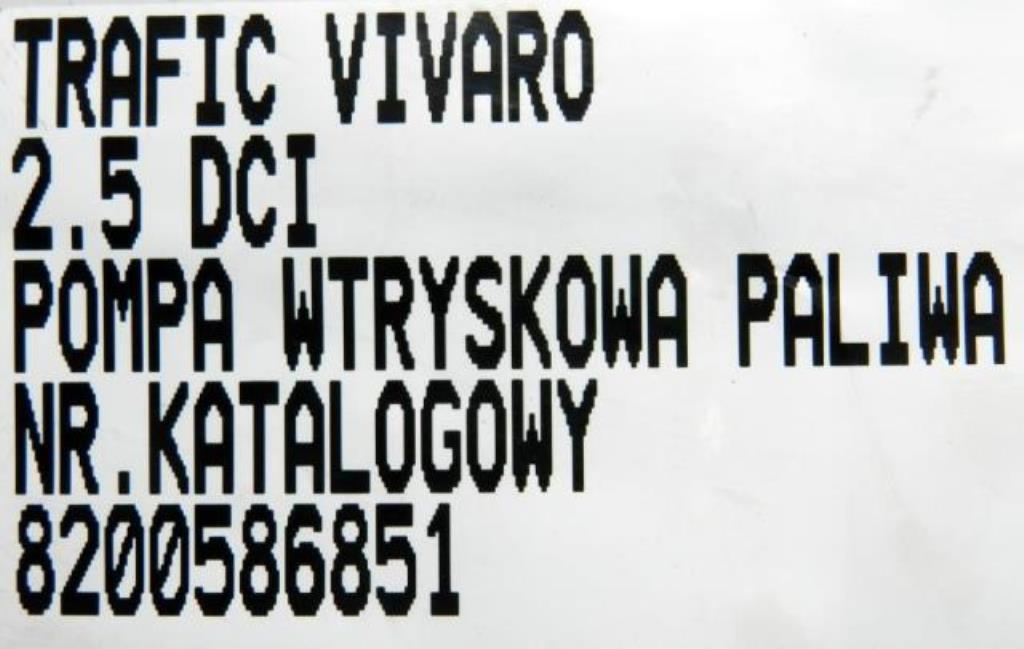 TRAFIC VIVARO
2.5 DCI
POMPA WTRYSKOWA PALIWA
NR.KATALOGOWY
8200586851